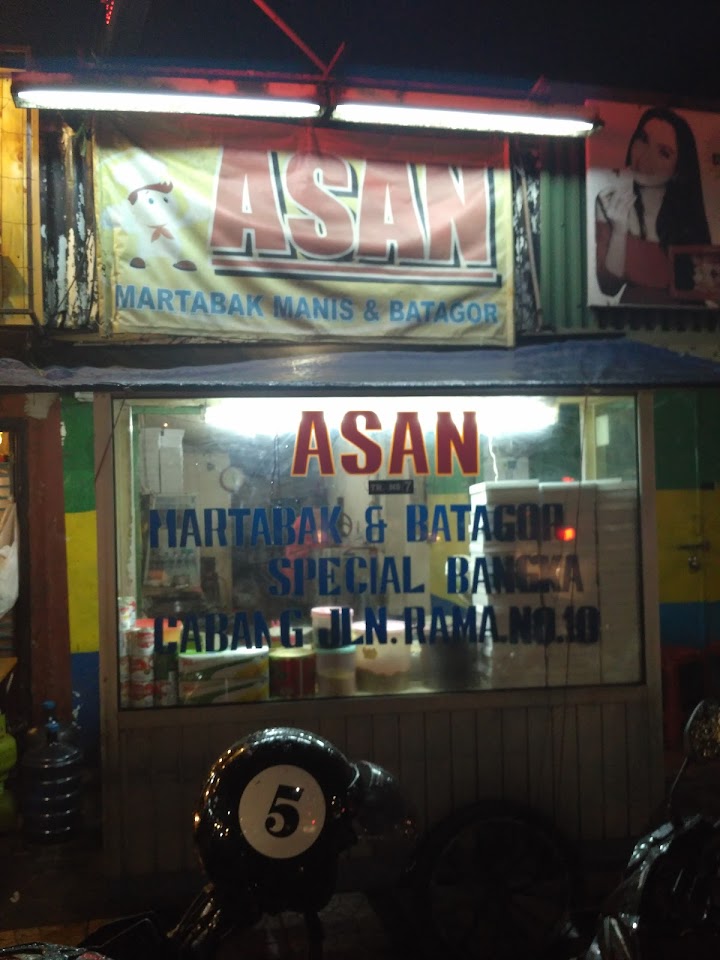 ASAN
MARTABAK MANIS & BATAGOR
ASAN
MARTABAK & BATAGOR
SPECIAL BANGKA
CABANG JLN.RAMA.NO.10
5